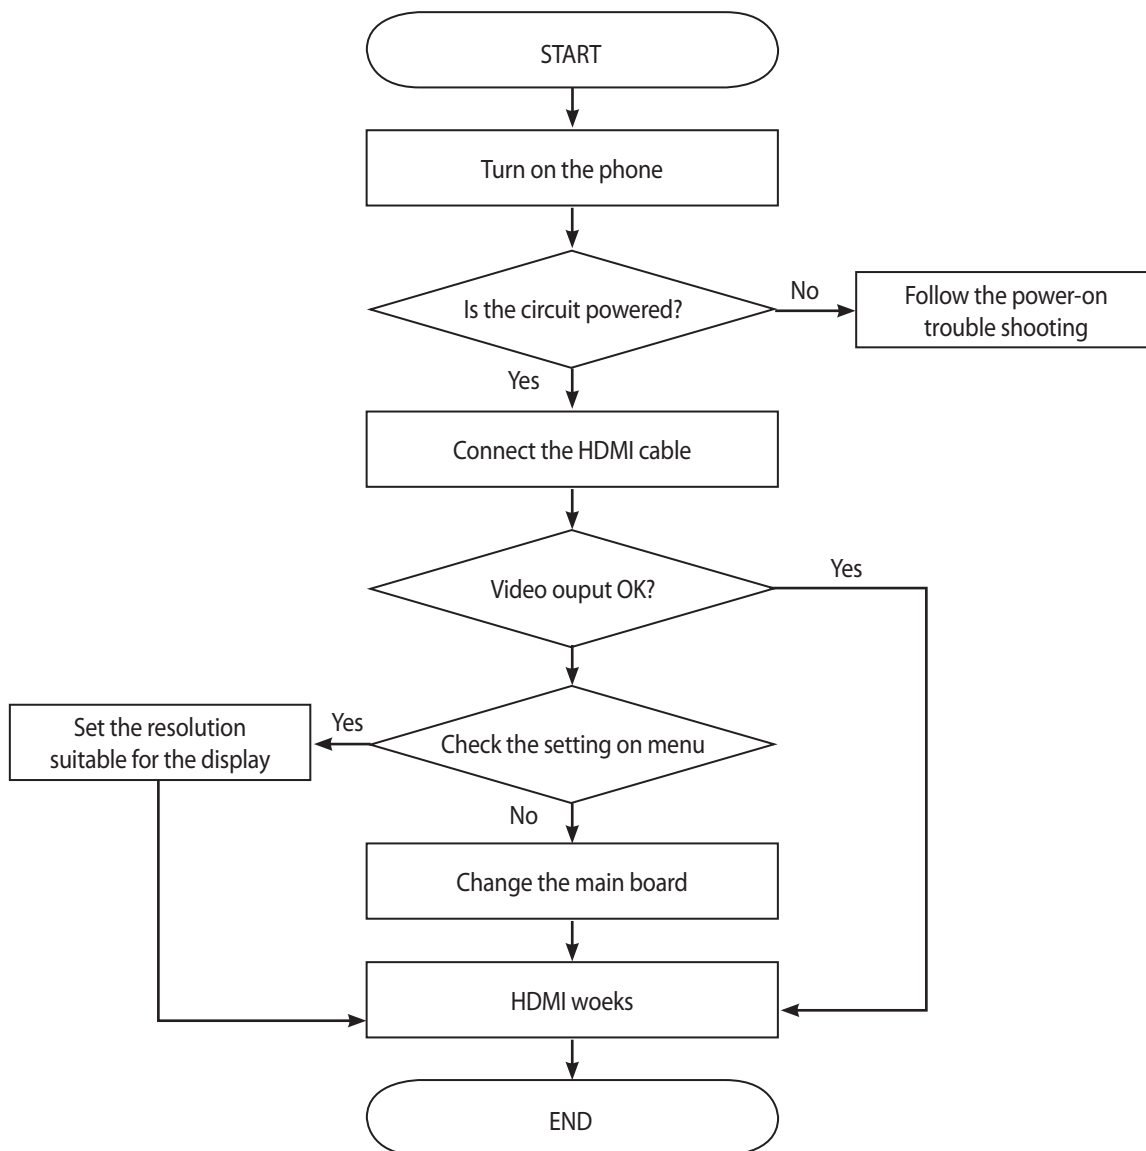 START
Turn on the phone
Is the circuit powered?
No
Follow the power-on
trouble shooting
Yes
Connect the HDMI cable
Video ouput OK?
Yes
Set the resolution
suitable for the display
Yes
Check the setting on menu
No
Change the main board
HDMI woeks
END